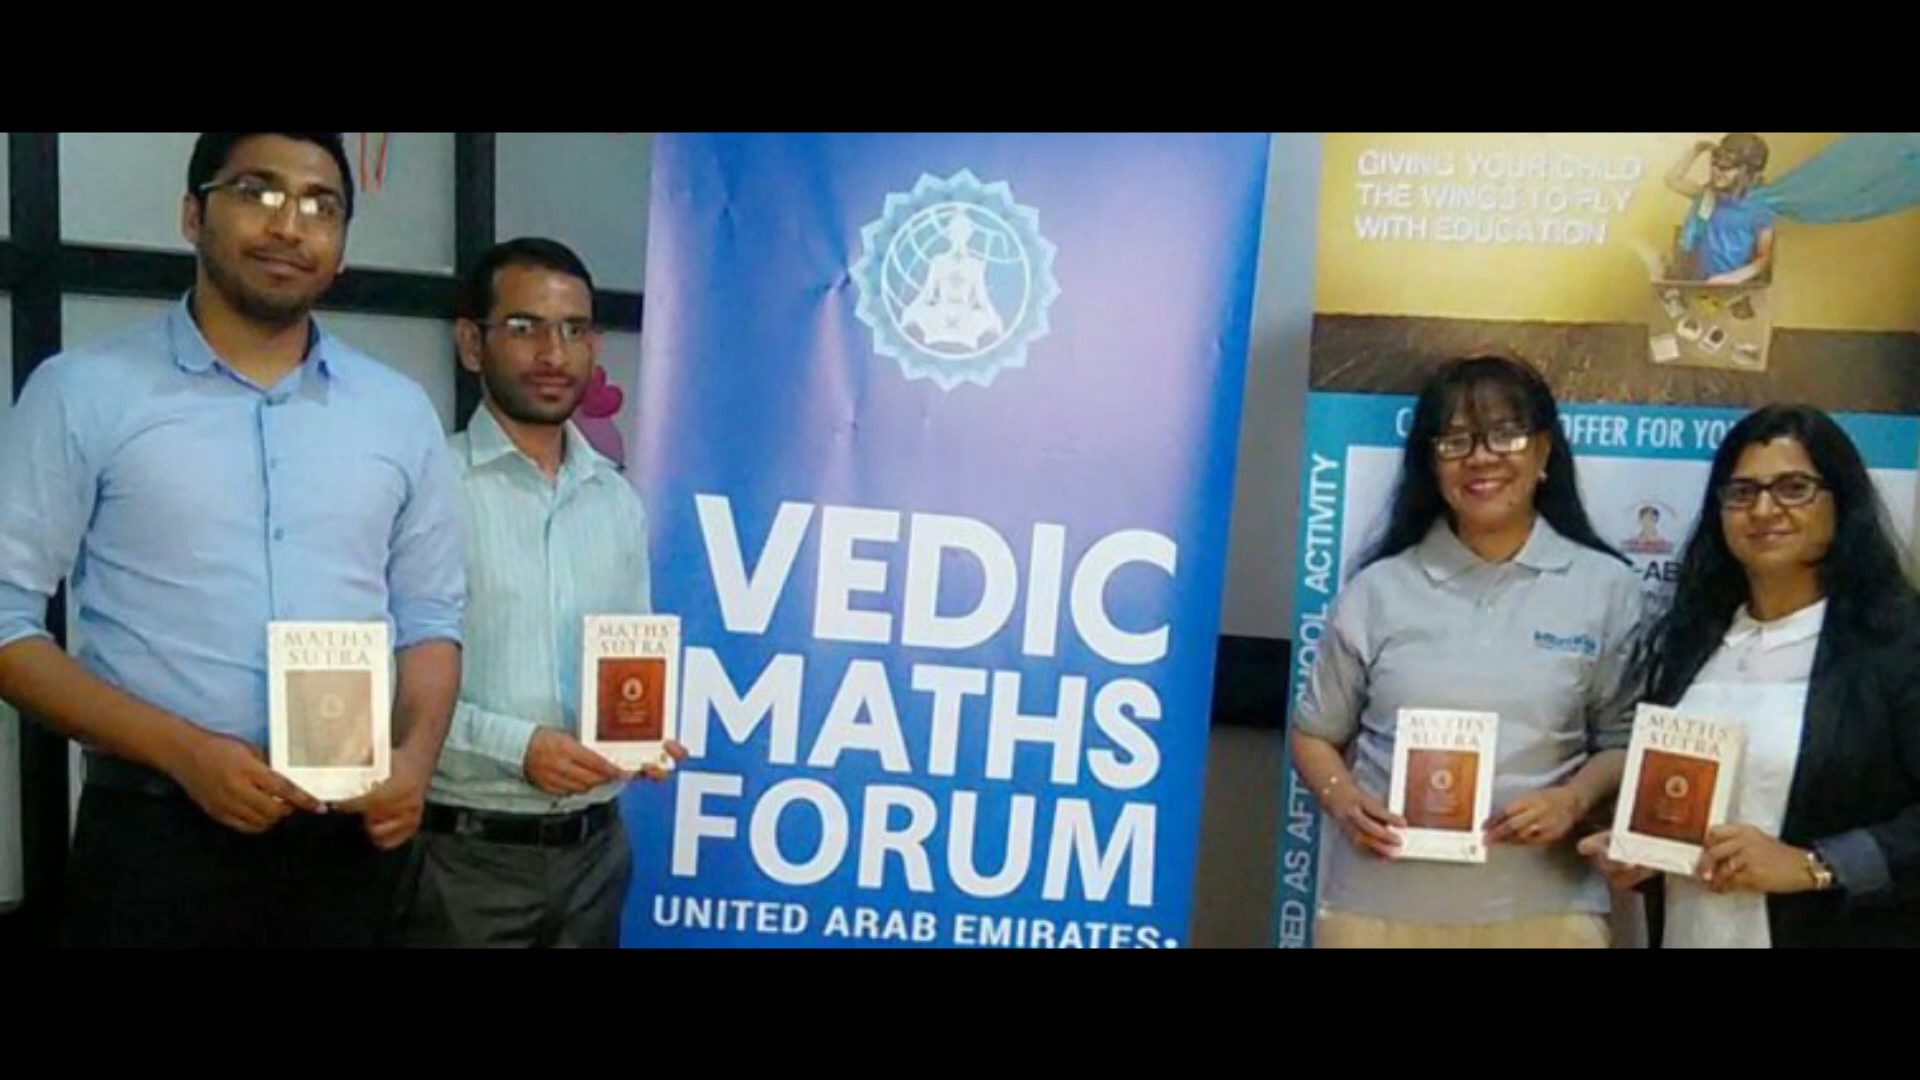 VEDIC
MATHS
FORUM
UNITED ARAB EMIRATES.
GIVING YOUR CHILD
THE WINGS TO FLY
WITH EDUCATION
OFFER FOR
ACTIVITY
MATHS
SUTRA
MATHS
SUTRA
MATHS
SUTRA
MATHS
SUTRA